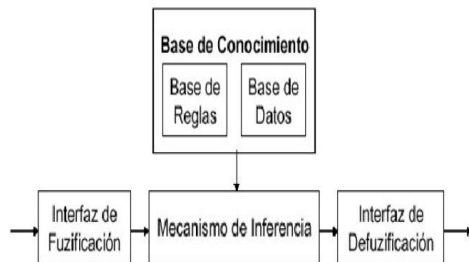 Base de Conocimiento
Base de
Reglas
Base de
Datos
Interfaz de
Fuzificación
Mecanismo de Inferencia
Interfaz de
Defuzificación